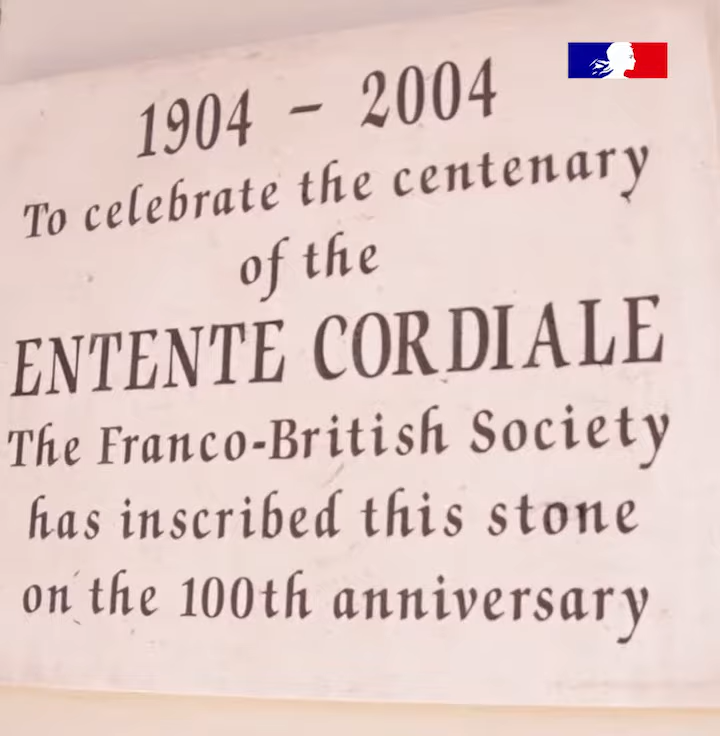 1904 – 2004
To celebrate the centenary
of the
ENTENTE CORDIALE
The Franco-British Society
has inscribed this stone
on the 100th anniversary